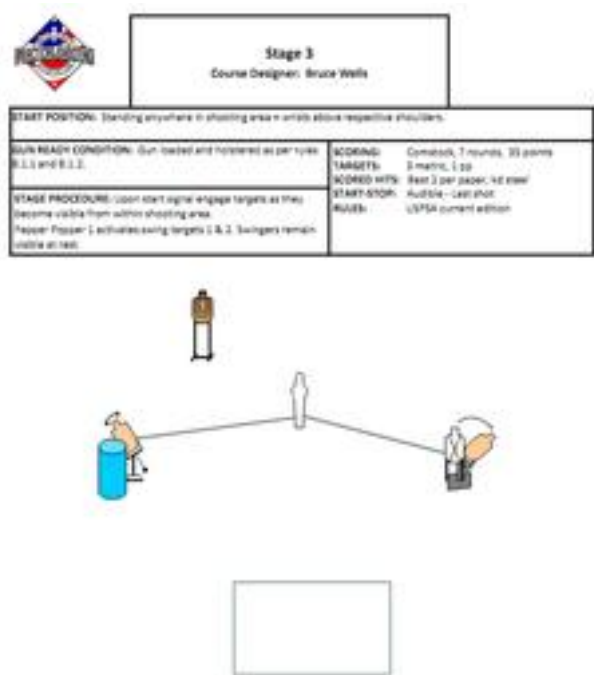 Stage 3
Course Designer: Bruce Wells
START POSITION: Standing anywhere in shooting area wrists above respective shoulders.
GUN READY CONDITION: Gun loaded and holstered as per rules
8.1.1 and 8.1.2.
STAGE PROCEDURE: Upon start signal engage targets as they
become visible from within shooting area.
Pepper Popper 1 activates swing targets 1 & 2. Swingers remain
visible at rest.
SCORING: Comstock, 7 rounds, 35 points
TARGETS: 3 metric, 1 pp
SCORED HITS: Best 2 per paper, kd steel
START-STOP: Audible - Last shot
RULES: USPSA current edition